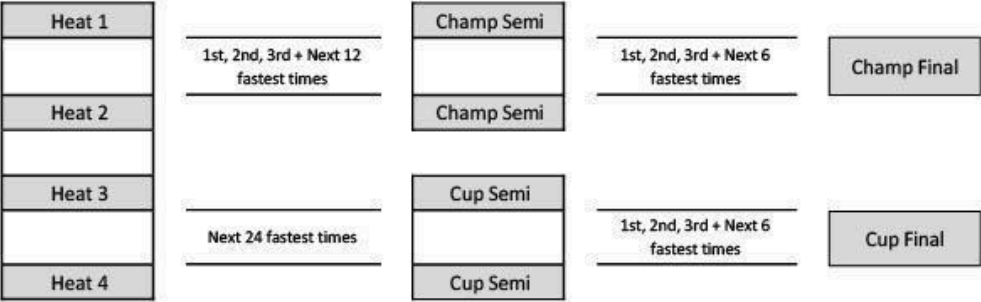 Heat 1
Champ Semi
1st, 2nd, 3rd + Next 12
fastest times
1st, 2nd, 3rd + Next 6
fastest times
Champ Final
Heat 2
Champ Semi
Heat 3
Cup Semi
Next 24 fastest times
1st, 2nd, 3rd + Next 6
fastest times
Cup Final
Heat 4
Cup Semi